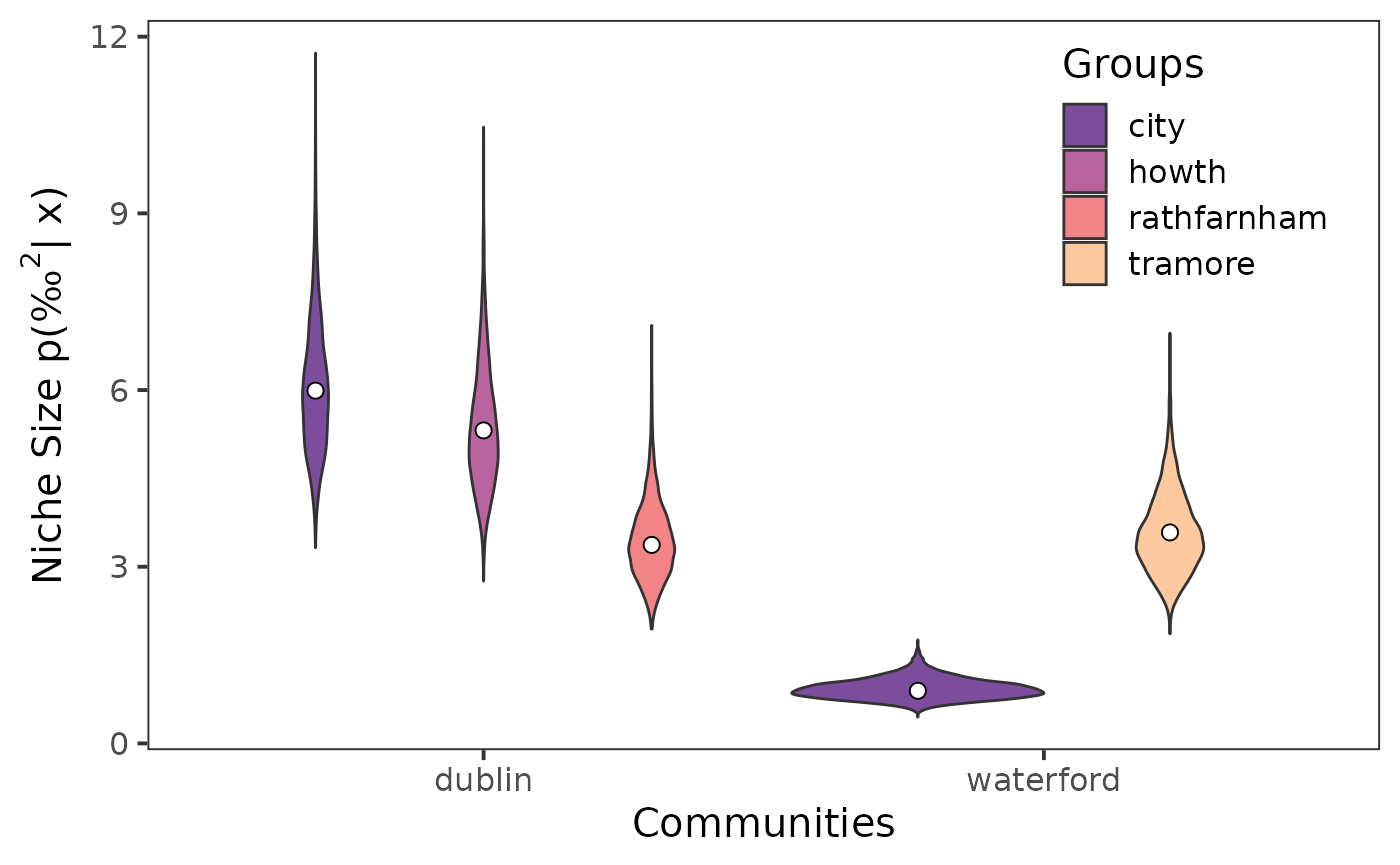 Niche Size p(‰²| x)
12
9
6
3
0
Groups
city
howth
rathfarnham
tramore
dublin
waterford
Communities